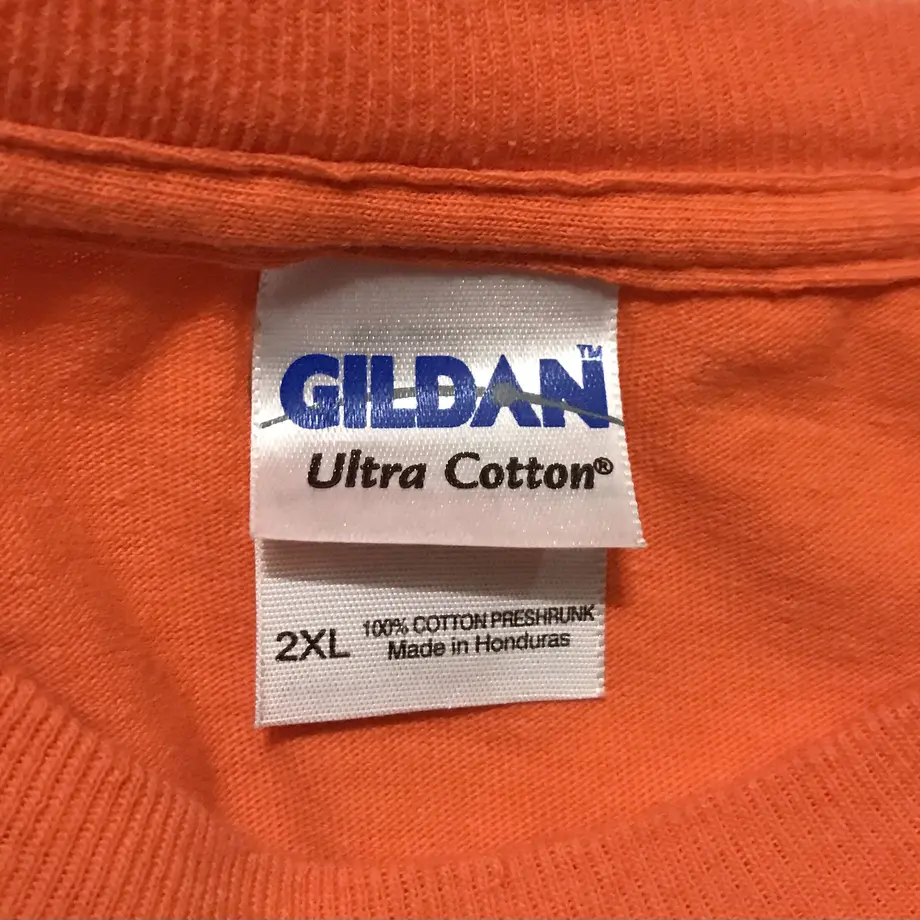 GILDAN™
Ultra Cotton®
2XL
100% COTTON PRESHRUNK
Made in Honduras